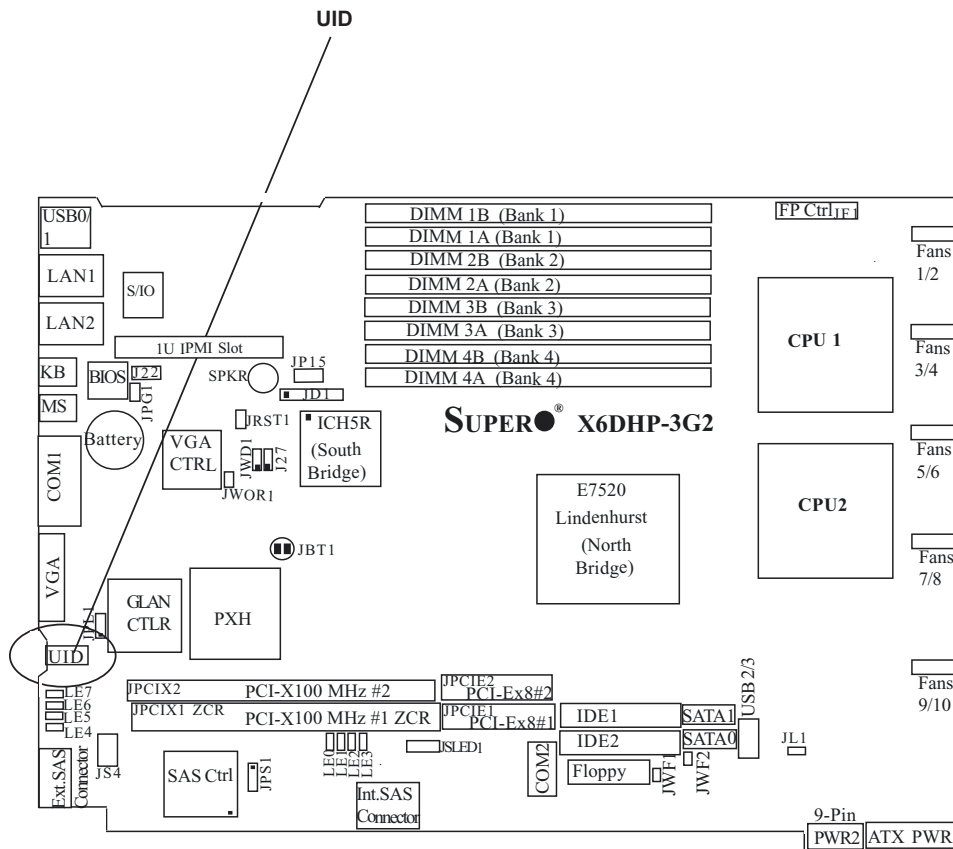 UID
USB0/
1
LAN1
LAN2
KB
MS
COM1
VGA
UID
LE7
LE6
LE5
LE4
Ext.SAS
Connector
S/IO
1U IPMI Slot
BIOS
J22
JPG1
SPKR
JP15
JD1
Battery
VGA
CTRL
JRST1
JWD1
J27
JWOR1
ICH5R
(South
Bridge)
JBT1
GLAN
CTLR
PXH
DIMM 1B (Bank 1)
DIMM 1A (Bank 1)
DIMM 2B (Bank 2)
DIMM 2A (Bank 2)
DIMM 3B (Bank 3)
DIMM 3A (Bank 3)
DIMM 4B (Bank 4)
DIMM 4A (Bank 4)
SUPER® X6DHP-3G2
E7520
Lindenhurst
(North
Bridge)
FP Ctrl JF1
CPU 1
CPU2
Fans
1/2
Fans
3/4
Fans
5/6
Fans
7/8
Fans
9/10
JPCIX2 PCI-X100 MHz #2
JPCIX1 ZCR PCI-X100 MHz #1 ZCR
JPCIE2
PCI-Ex8#2
JPCIE1
PCI-Ex8#1
IDE1
IDE2
Floppy
COM2
SATA1
SATA0
USB 2/3
JWF1
JWF2
JL1
JS4
SAS Ctrl
JPS1
LE0
LE1
LE2
LE3
JSLED1
Int.SAS
Connector
9-Pin
PWR2
ATX PWR